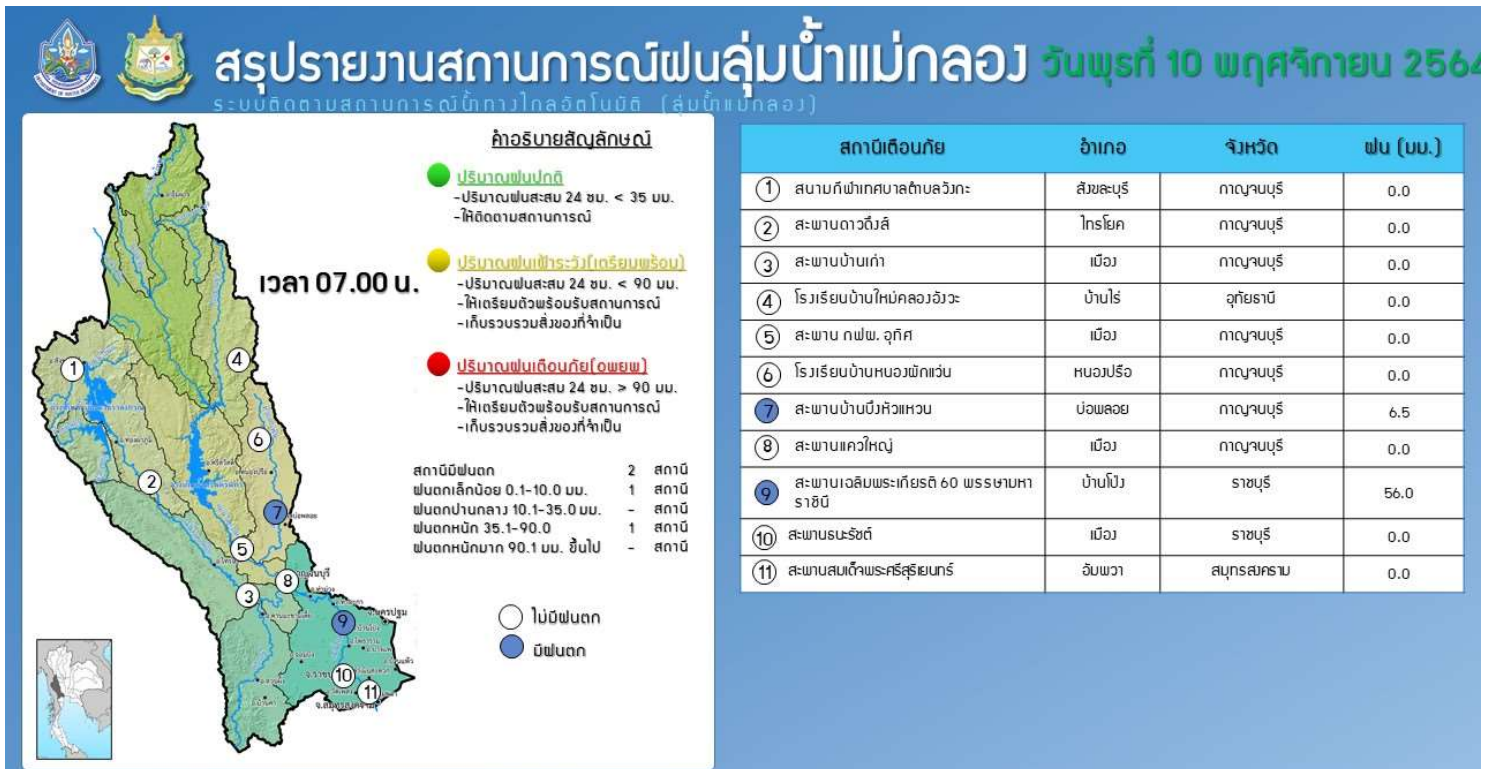 สรุปรายงานสถานการณ์ฝนลุ่มน้ำแม่กลอง วันพุธที่ 10 พฤศจิกายน 2564
ระบบติดตามสถานการณ์น้ำทางไกลอัตโนมัติ (ลุ่มน้ำแม่กลอง)
คำอธิบายสัญลักษณ์
ปริมาณฝนปกติ
-ปริมาณฝนสะสม 24 ชม. < 35 มม.
-ให้ติดตามสถานการณ์
เวลา 07.00 น.
ปริมาณฝนเฝ้าระวัง(เตรียมพร้อม)
-ปริมาณฝนสะสม 24 ชม. < 90 มม.
-ให้เตรียมตัวพร้อมรับสถานการณ์
-เก็บรวบรวมสิ่งของที่จำเป็น
ปริมาณฝนเตือนภัย(อพยพ)
-ปริมาณฝนสะสม 24 ชม. > 90 มม.
-ให้เตรียมตัวพร้อมรับสถานการณ์
-เก็บรวบรวมสิ่งของที่จำเป็น
สถานีมีฝนตก 2 สถานี
ฝนตกเล็กน้อย 0.1-10.0 มม. 1 สถานี
ฝนตกปานกลาง 10.1-35.0 มม. - สถานี
ฝนตกหนัก 35.1-90.0 1 สถานี
ฝนตกหนักมาก 90.1 มม. ขึ้นไป - สถานี
ไม่มีฝนตก
มีฝนตก
1
4
6
2
7
5
8
3
9
10
11
สถานีเตือนภัย อำเภอ จังหวัด ฝน (มม.)
1 สนามกีฬาเทศบาลตำบลวังกะ สังขละบุรี กาญจนบุรี 0.0
2 สะพานดาวดึงส์ ไทรโยค กาญจนบุรี 0.0
3 สะพานบ้านเก่า เมือง กาญจนบุรี 0.0
4 โรงเรียนบ้านใหม่คลองอังวะ บ้านไร่ อุทัยธานี 0.0
5 สะพาน กฟผ. อุทิศ เมือง กาญจนบุรี 0.0
6 โรงเรียนบ้านหนองผักแว่น หนองปรือ กาญจนบุรี 0.0
7 สะพานบ้านบึงหัวแหวน บ่อพลอย กาญจนบุรี 6.5
8 สะพานแควใหญ่ เมือง กาญจนบุรี 0.0
9 สะพานเฉลิมพระเกียรติ 60 พรรษามหา
ราชินี บ้านโป่ง ราชบุรี 56.0
10 สะพานธนะรัชต์ เมือง ราชบุรี 0.0
11 สะพานสมเด็จพระศรีสุริเยนทร์ อัมพวา สมุทรสงคราม 0.0